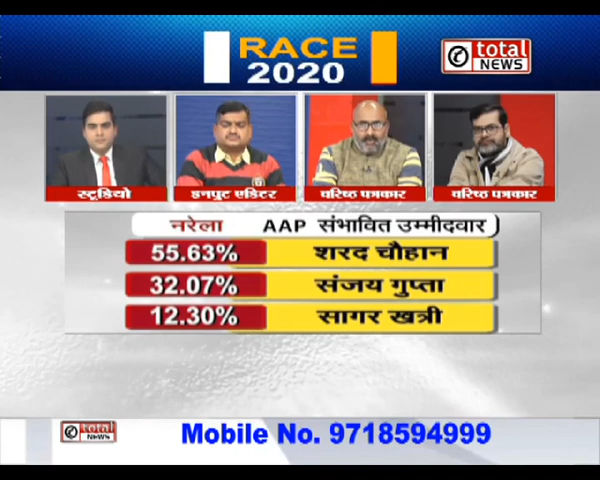 RACE
2020
total
NEWS
स्टूडियो
इनपुट एडिटर
वरिष्ठ पत्रकार
वरिष्ठ पत्रकार
नरेला AAP संभावित उम्मीदवार
55.63% शरद चौहान
32.07% संजय गुप्ता
12.30% सागर खत्री
total
NEWS
Mobile No. 9718594999